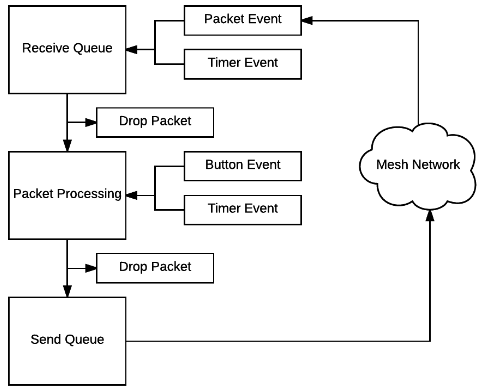 Packet Event
Receive Queue
Timer Event
Drop Packet
Mesh Network
Button Event
Packet Processing
Timer Event
Drop Packet
Send Queue